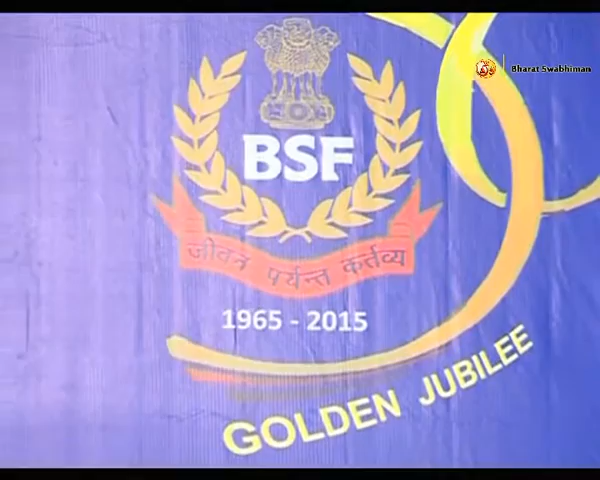 Bharat Swabhiman
BSF
जीवन पर्यन्त कर्तव्य
1965 - 2015
GOLDEN JUBILEE